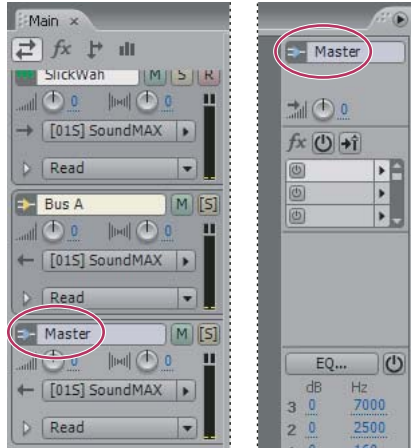 Main ×
fx
SlickWah M S R
0 0
[01S] SoundMAX
Read
Bus A M [S]
0 0
[01S] SoundMAX
Read
Master M [S]
0 0
[01S] SoundMAX
Read
Master
0
fx
EQ...
dB Hz
3 0 7000
2 0 2500